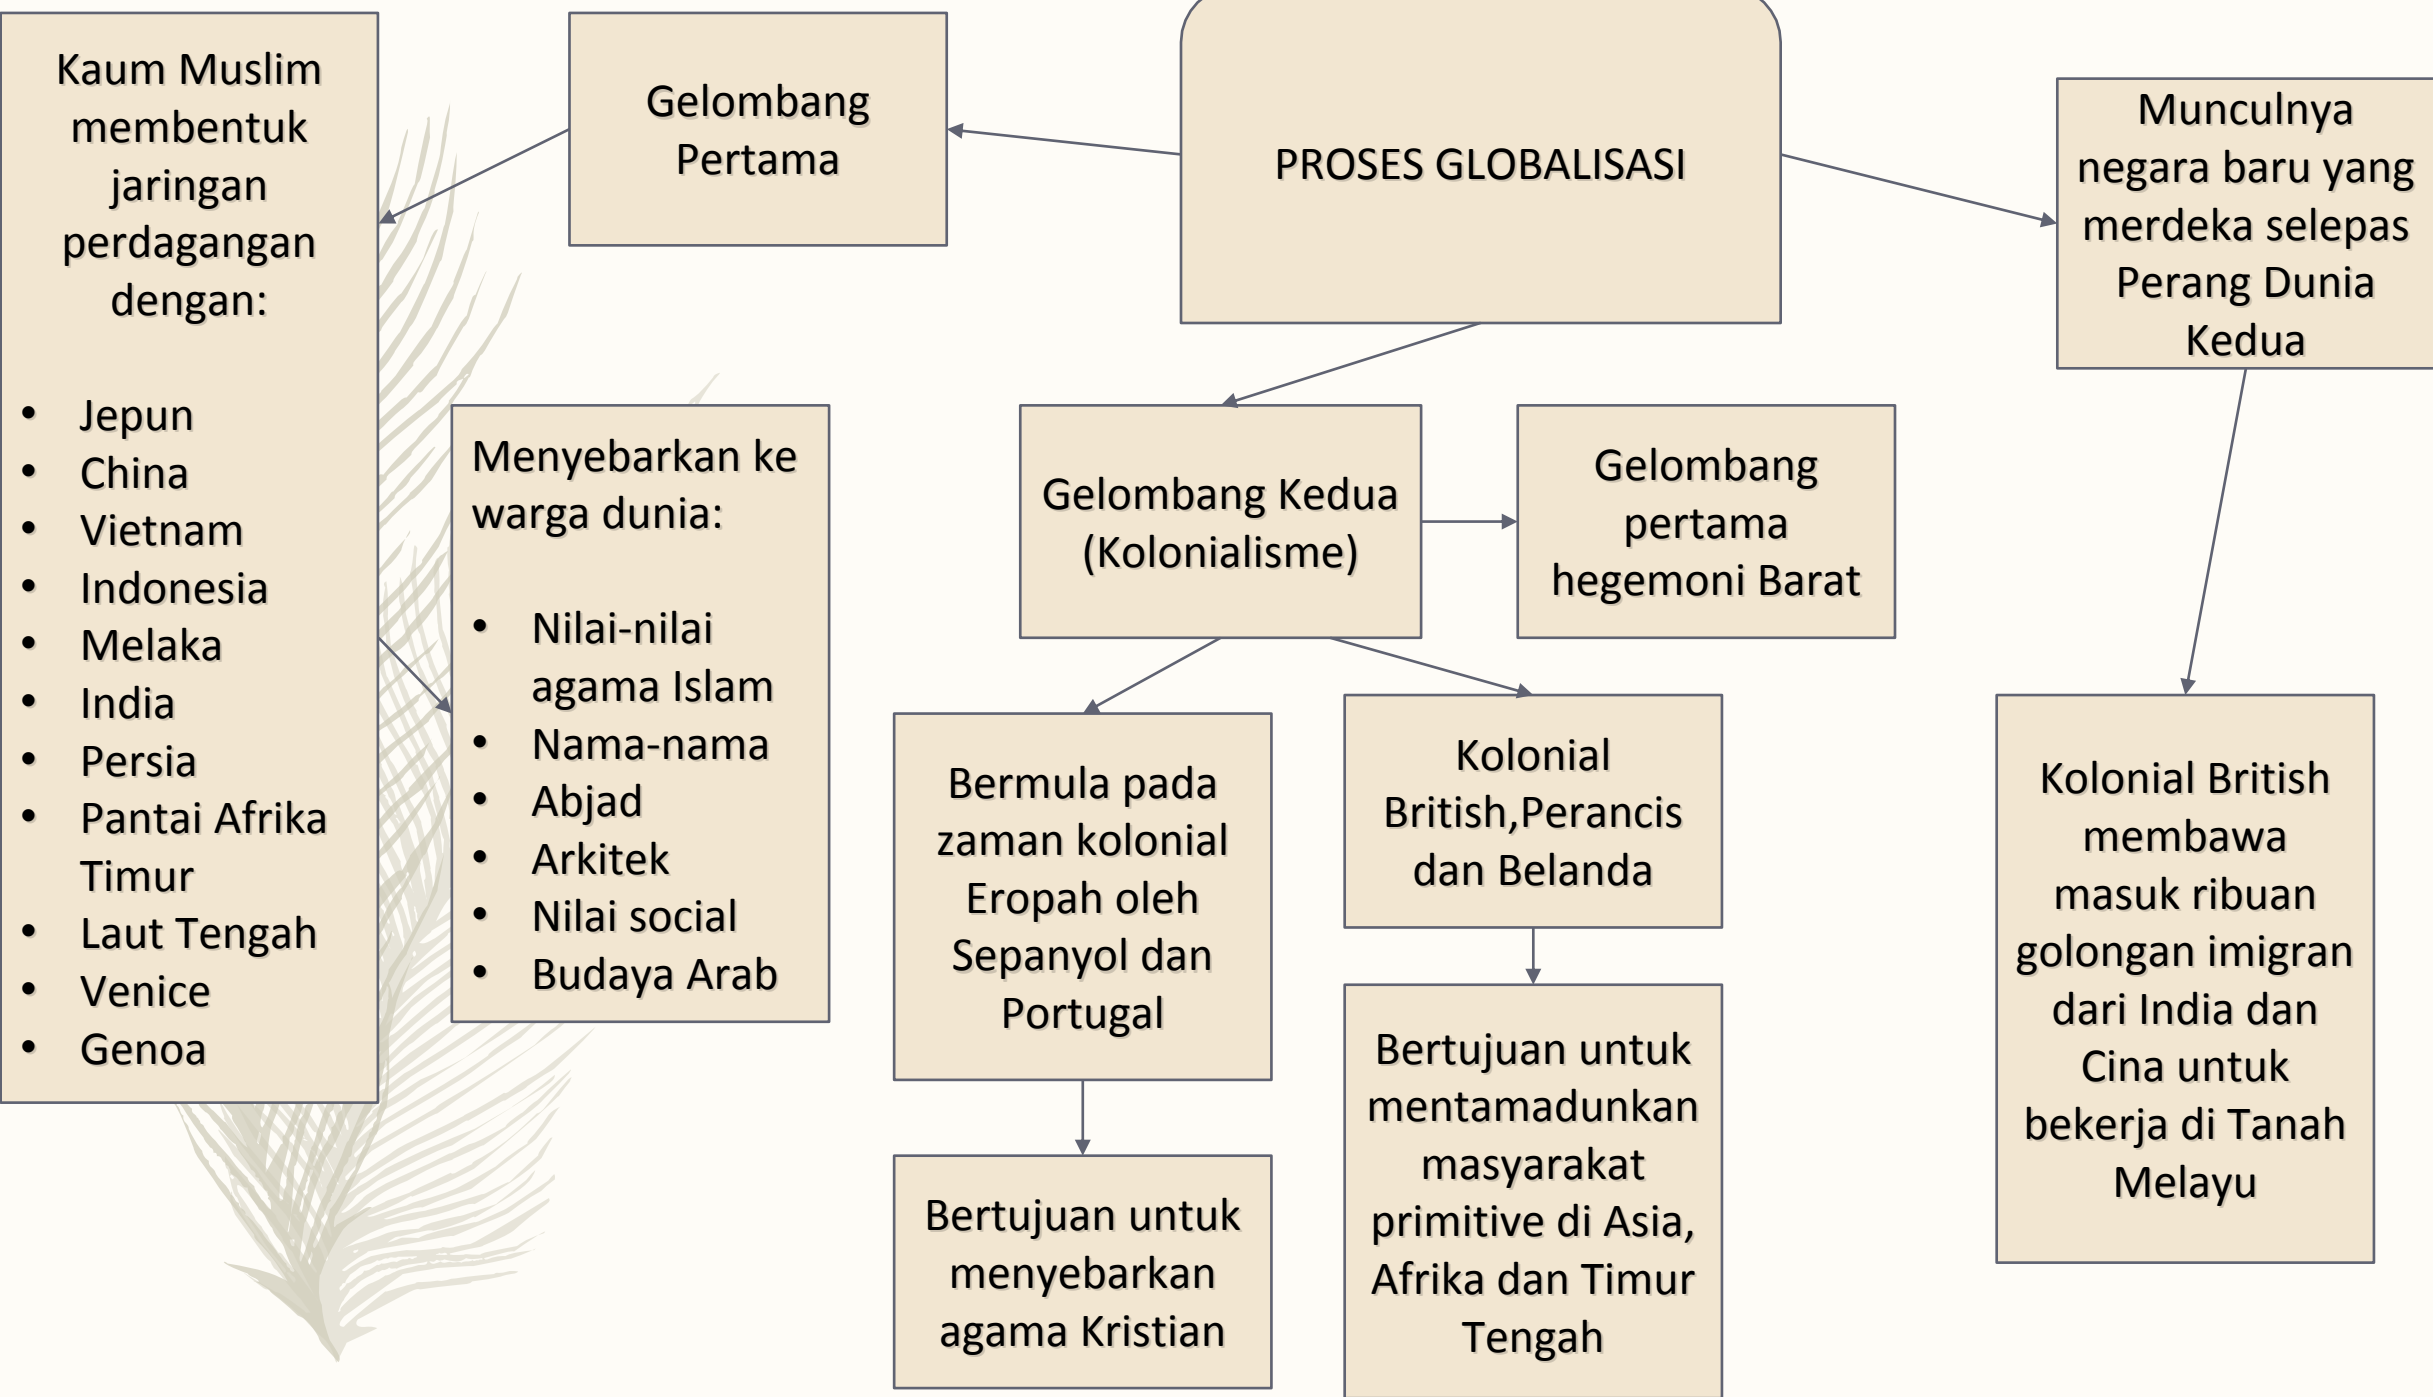 PROSES GLOBALISASI
Gelombang
Pertama
Kaum Muslim
membentuk
jaringan
perdagangan
dengan:
• Jepun
• China
• Vietnam
• Indonesia
• Melaka
• India
• Persia
• Pantai Afrika
Timur
• Laut Tengah
• Venice
• Genoa
Menyebarkan ke
warga dunia:
• Nilai-nilai
agama Islam
• Nama-nama
• Abjad
• Arkitek
• Nilai social
• Budaya Arab
Gelombang Kedua
(Kolonialisme)
Gelombang
pertama
hegemoni Barat
Bermula pada
zaman kolonial
Eropah oleh
Sepanyol dan
Portugal
Bertujuan untuk
menyebarkan
agama Kristian
Kolonial
British,Perancis
dan Belanda
Bertujuan untuk
mentamadunkan
masyarakat
primitive di Asia,
Afrika dan Timur
Tengah
Munculnya
negara baru yang
merdeka selepas
Perang Dunia
Kedua
Kolonial British
membawa
masuk ribuan
golongan imigran
dari India dan
Cina untuk
bekerja di Tanah
Melayu